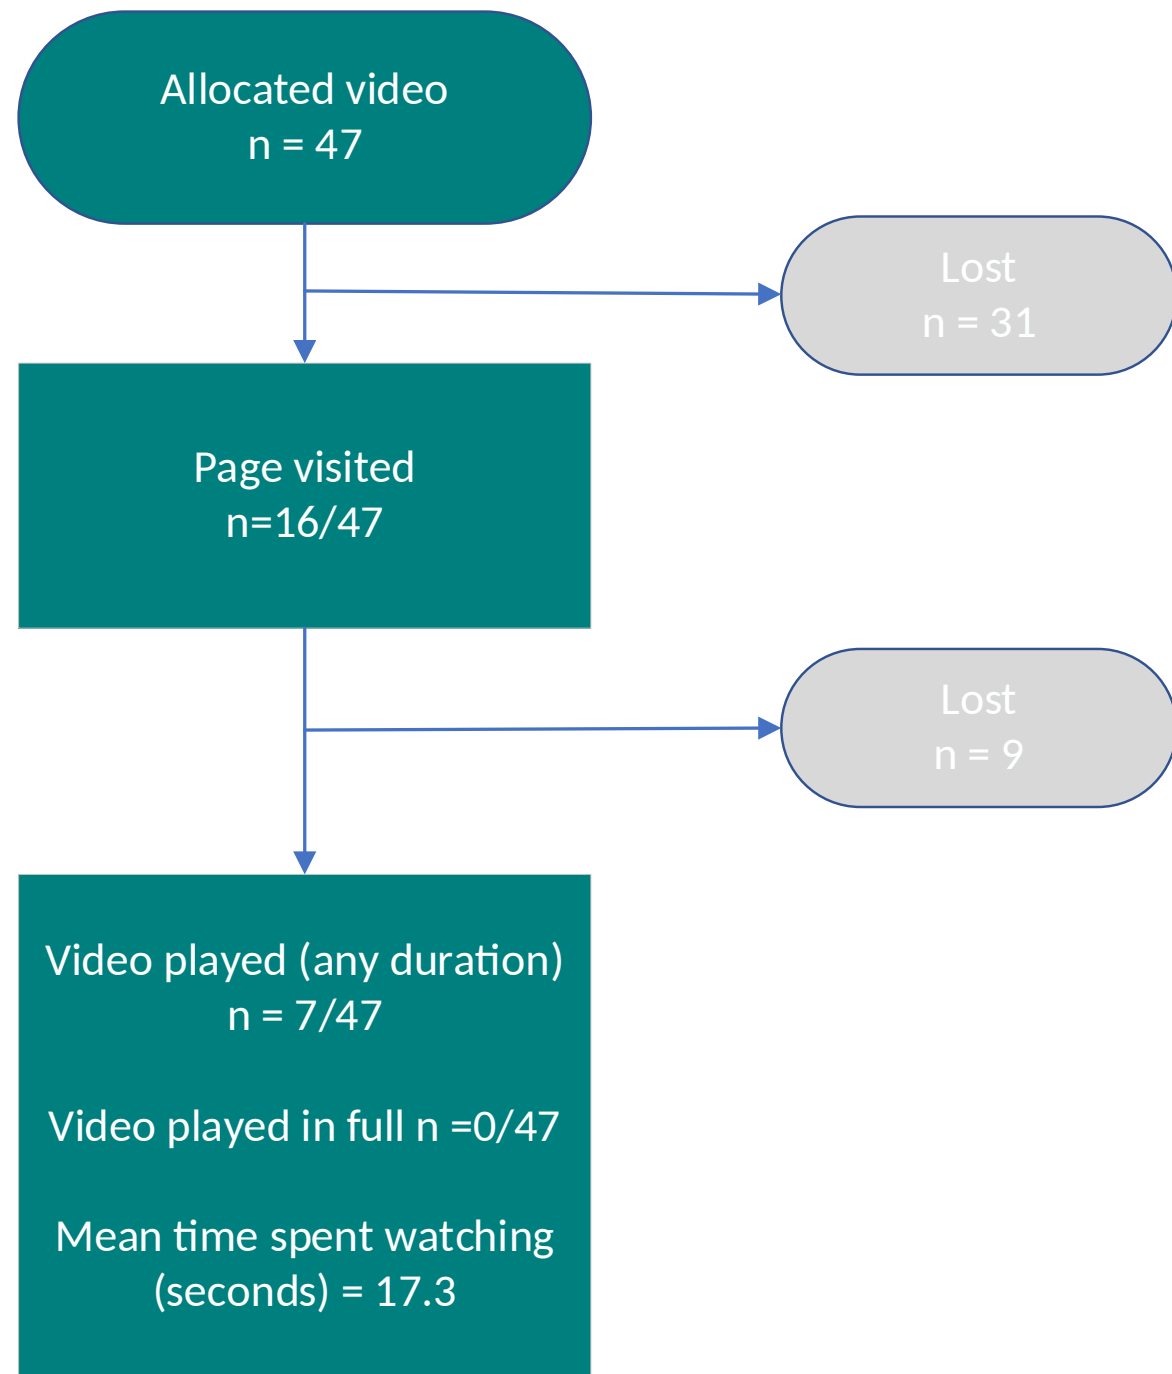 Allocated video
n = 47
Lost
n = 31
Page visited
n=16/47
Lost
n = 9
Video played (any duration)
n = 7/47
Video played in full n =0/47
Mean time spent watching
(seconds) = 17.3